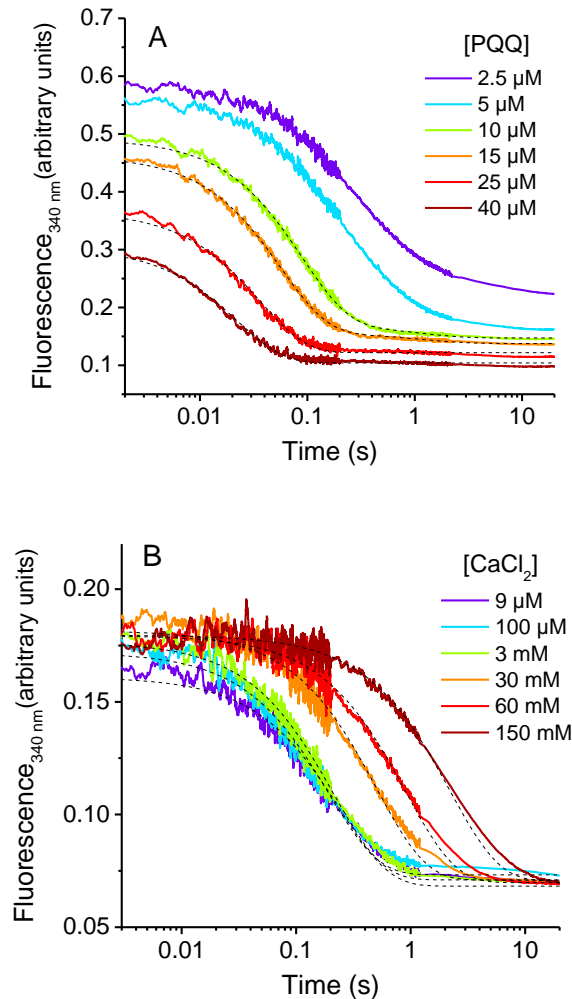 A
[PQQ]
2.5 µM
5 µM
10 µM
15 µM
25 µM
40 µM
Fluorescence340 nm (arbitrary units)
0.7
0.6
0.5
0.4
0.3
0.2
0.1
0.01
0.1
1
10
Time (s)
B
[CaCl2]
9 µM
100 µM
3 mM
30 mM
60 mM
150 mM
Fluorescence340 nm (arbitrary units)
0.20
0.15
0.10
0.05
0.01
0.1
1
10
Time (s)